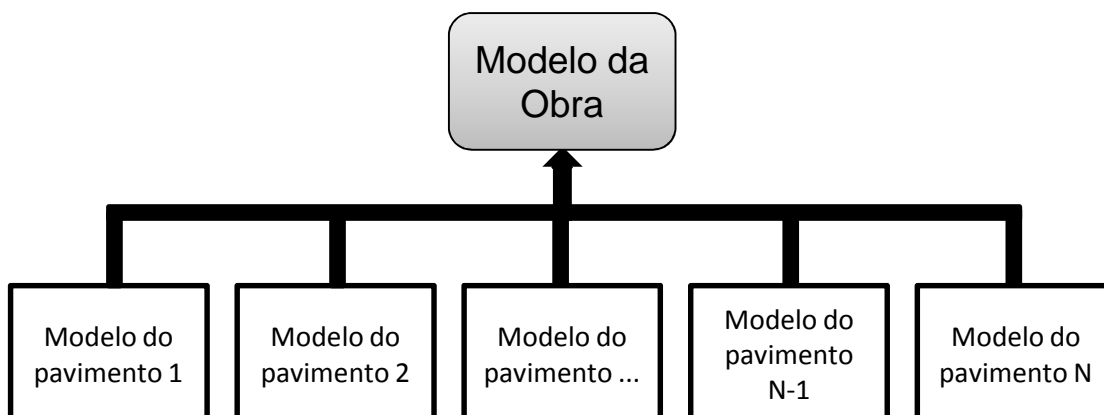 Modelo da
Obra
Modelo do
pavimento 1
Modelo do
pavimento 2
Modelo do
pavimento ...
Modelo do
pavimento
N-1
Modelo do
pavimento N